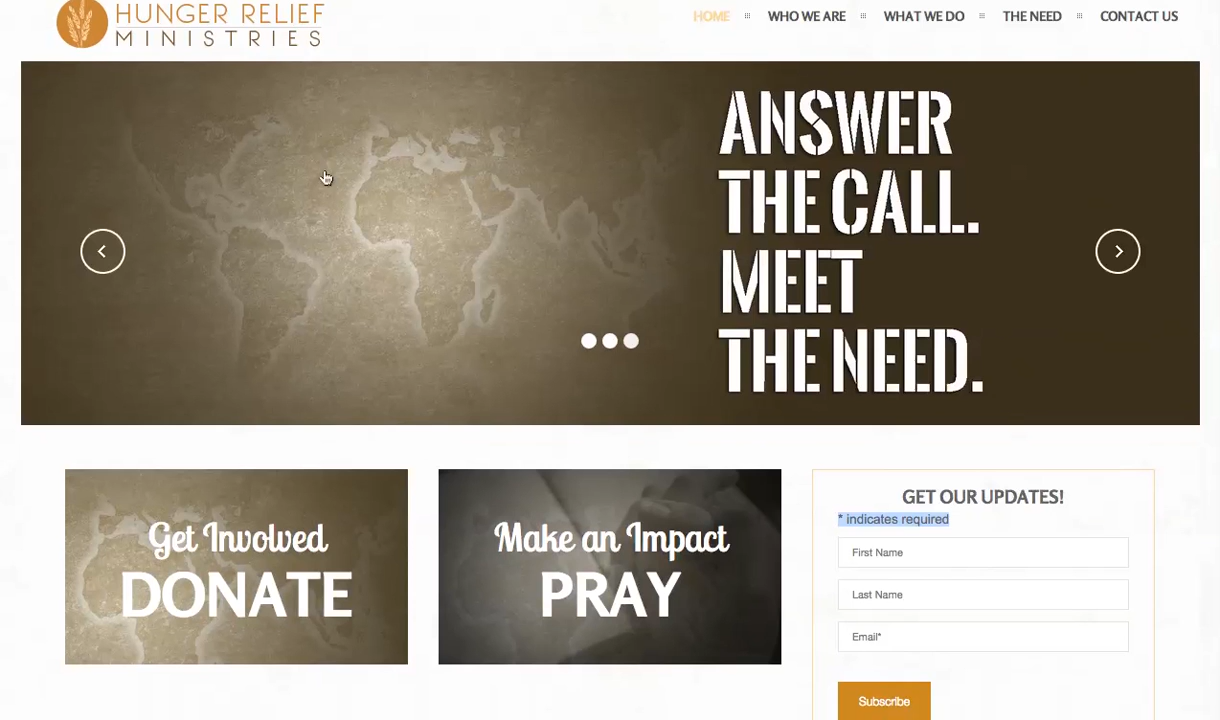 HUNGER RELIEF
MINISTRIES
HOME
WHO WE ARE
WHAT WE DO
THE NEED
CONTACT US
ANSWER
THE CALL.
MEET
THE NEED.
Get Involved
DONATE
Make an Impact
PRAY
GET OUR UPDATES!
* indicates required
First Name
Last Name
Email*
Subscribe